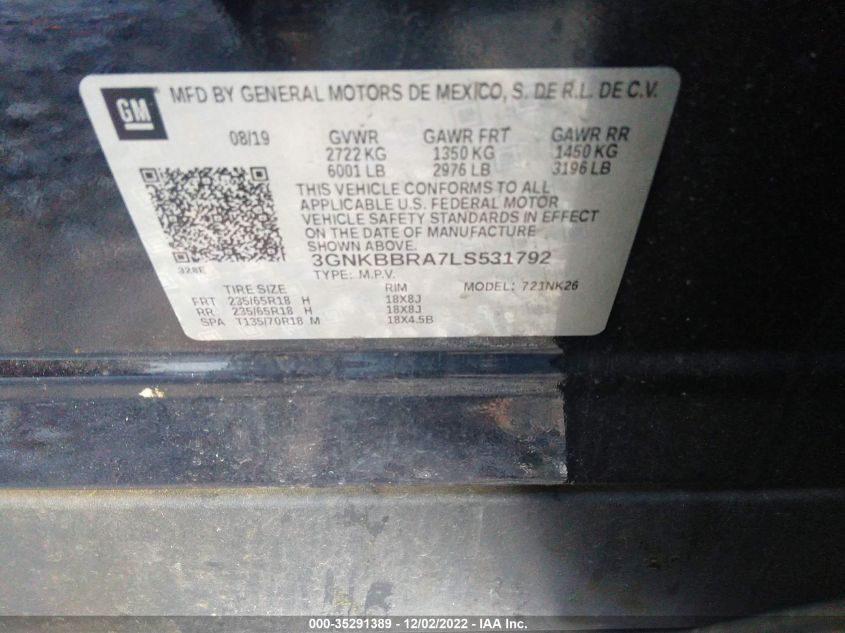 GM
MFD BY GENERAL MOTORS DE MEXICO, S. DE R.L. DE C.V.
08/19 GVWR GAWR FRT GAWR RR
2722 KG 1350 KG 1450 KG
6001 LB 2976 LB 3196 LB
THIS VEHICLE CONFORMS TO ALL
APPLICABLE U.S. FEDERAL MOTOR
VEHICLE SAFETY STANDARDS IN EFFECT
ON THE DATE OF MANUFACTURE
SHOWN ABOVE.
328E 3GNKBBRA7LS531792
TYPE: M.P.V. MODEL: 721NK26
TIRE SIZE RIM
FRT 235/65R18 H 18X8J
RR 235/65R18 H 18X8J
SPA T135/70R18 M 18X4.5B
000-35291389 - 12/02/2022 - IAA Inc.